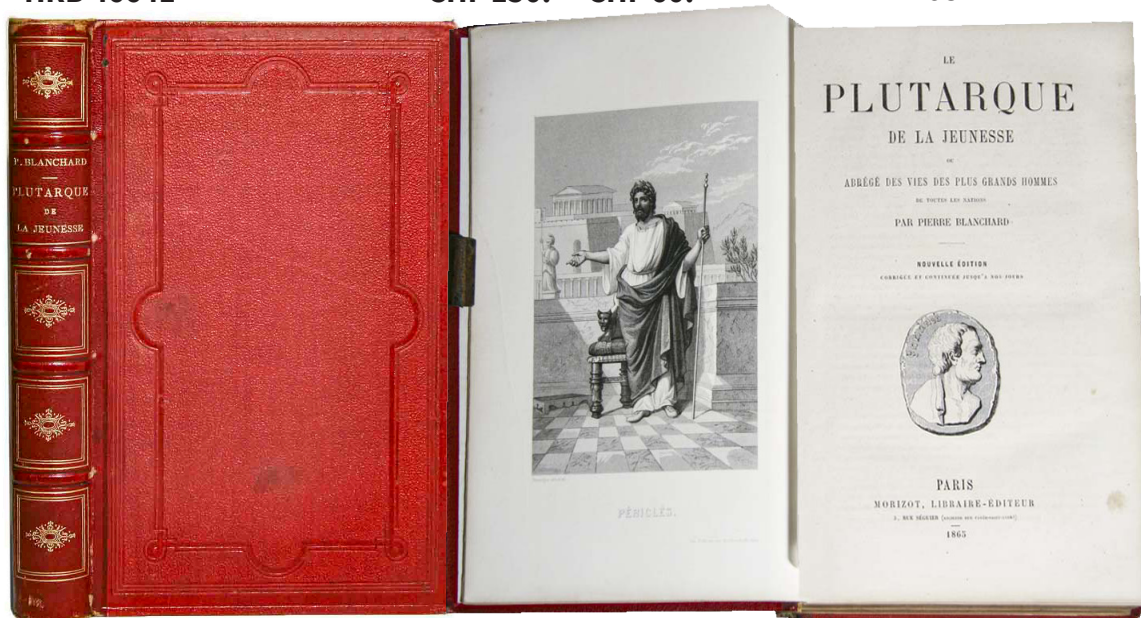 P. BLANCHARD
PLUTARQUE
DE
LA JEUNESSE
PÉRICLÈS.
LE
PLUTARQUE
DE LA JEUNESSE
OU
ABRÉGÉ DES VIES DES PLUS GRANDS HOMMES
DE TOUTES LES NATIONS
PAR PIERRE BLANCHARD
NOUVELLE ÉDITION
CORRIGÉE ET CONTINUÉE JUSQU'A NOS JOURS
PARIS
MORIZOT, LIBRAIRE-ÉDITEUR
RUE SÉGUIER
1865